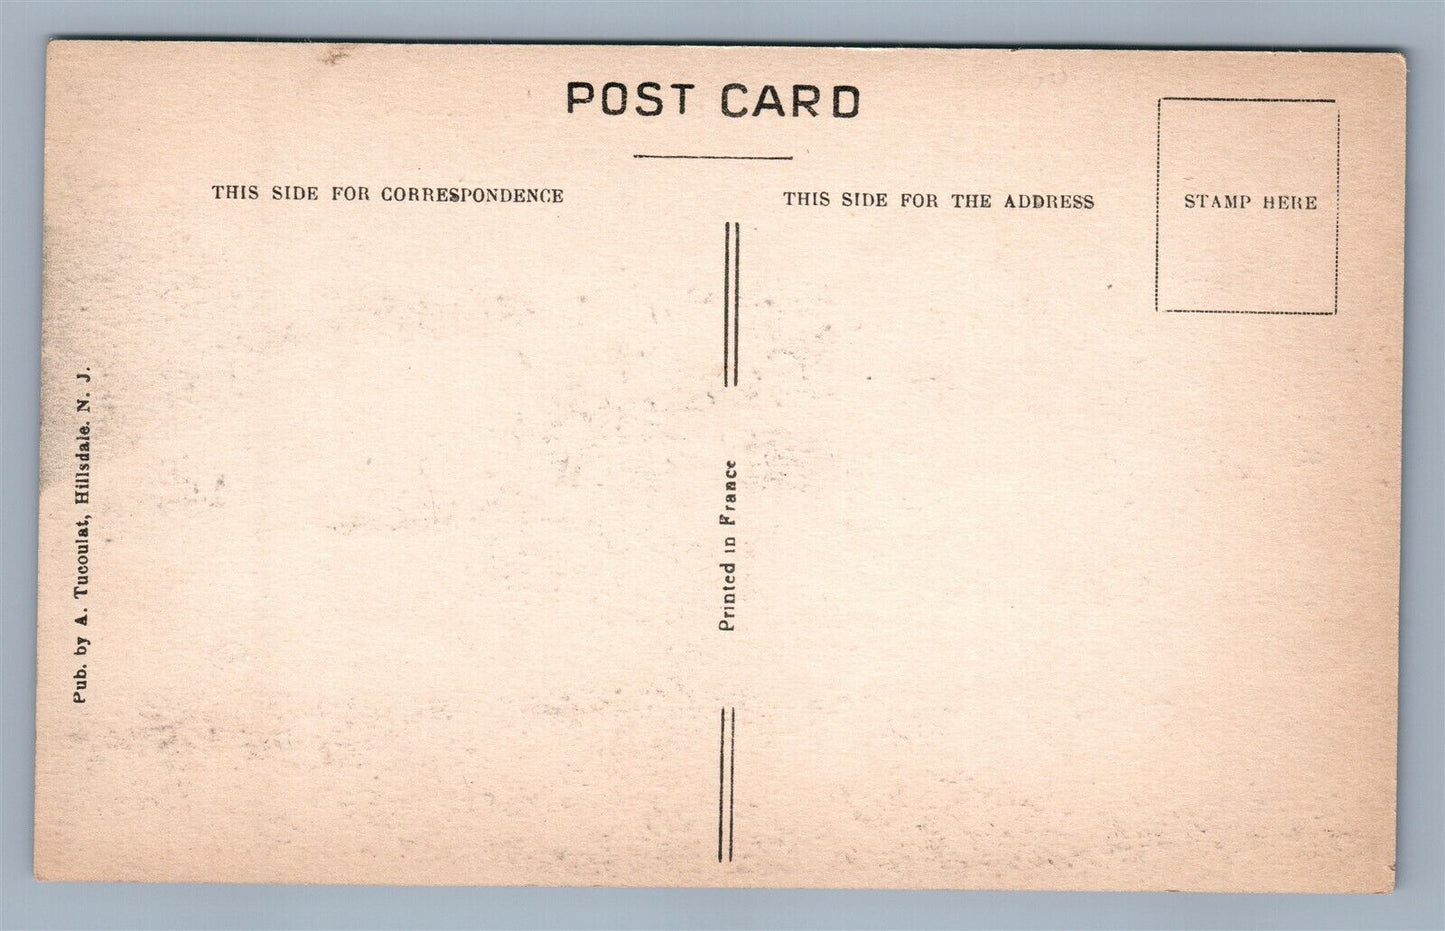 POST CARD
THIS SIDE FOR CORRESPONDENCE
THIS SIDE FOR THE ADDRESS
STAMP HERE
Pub. by A. Tucoulat, Hillsdale. N. J.
Printed in France